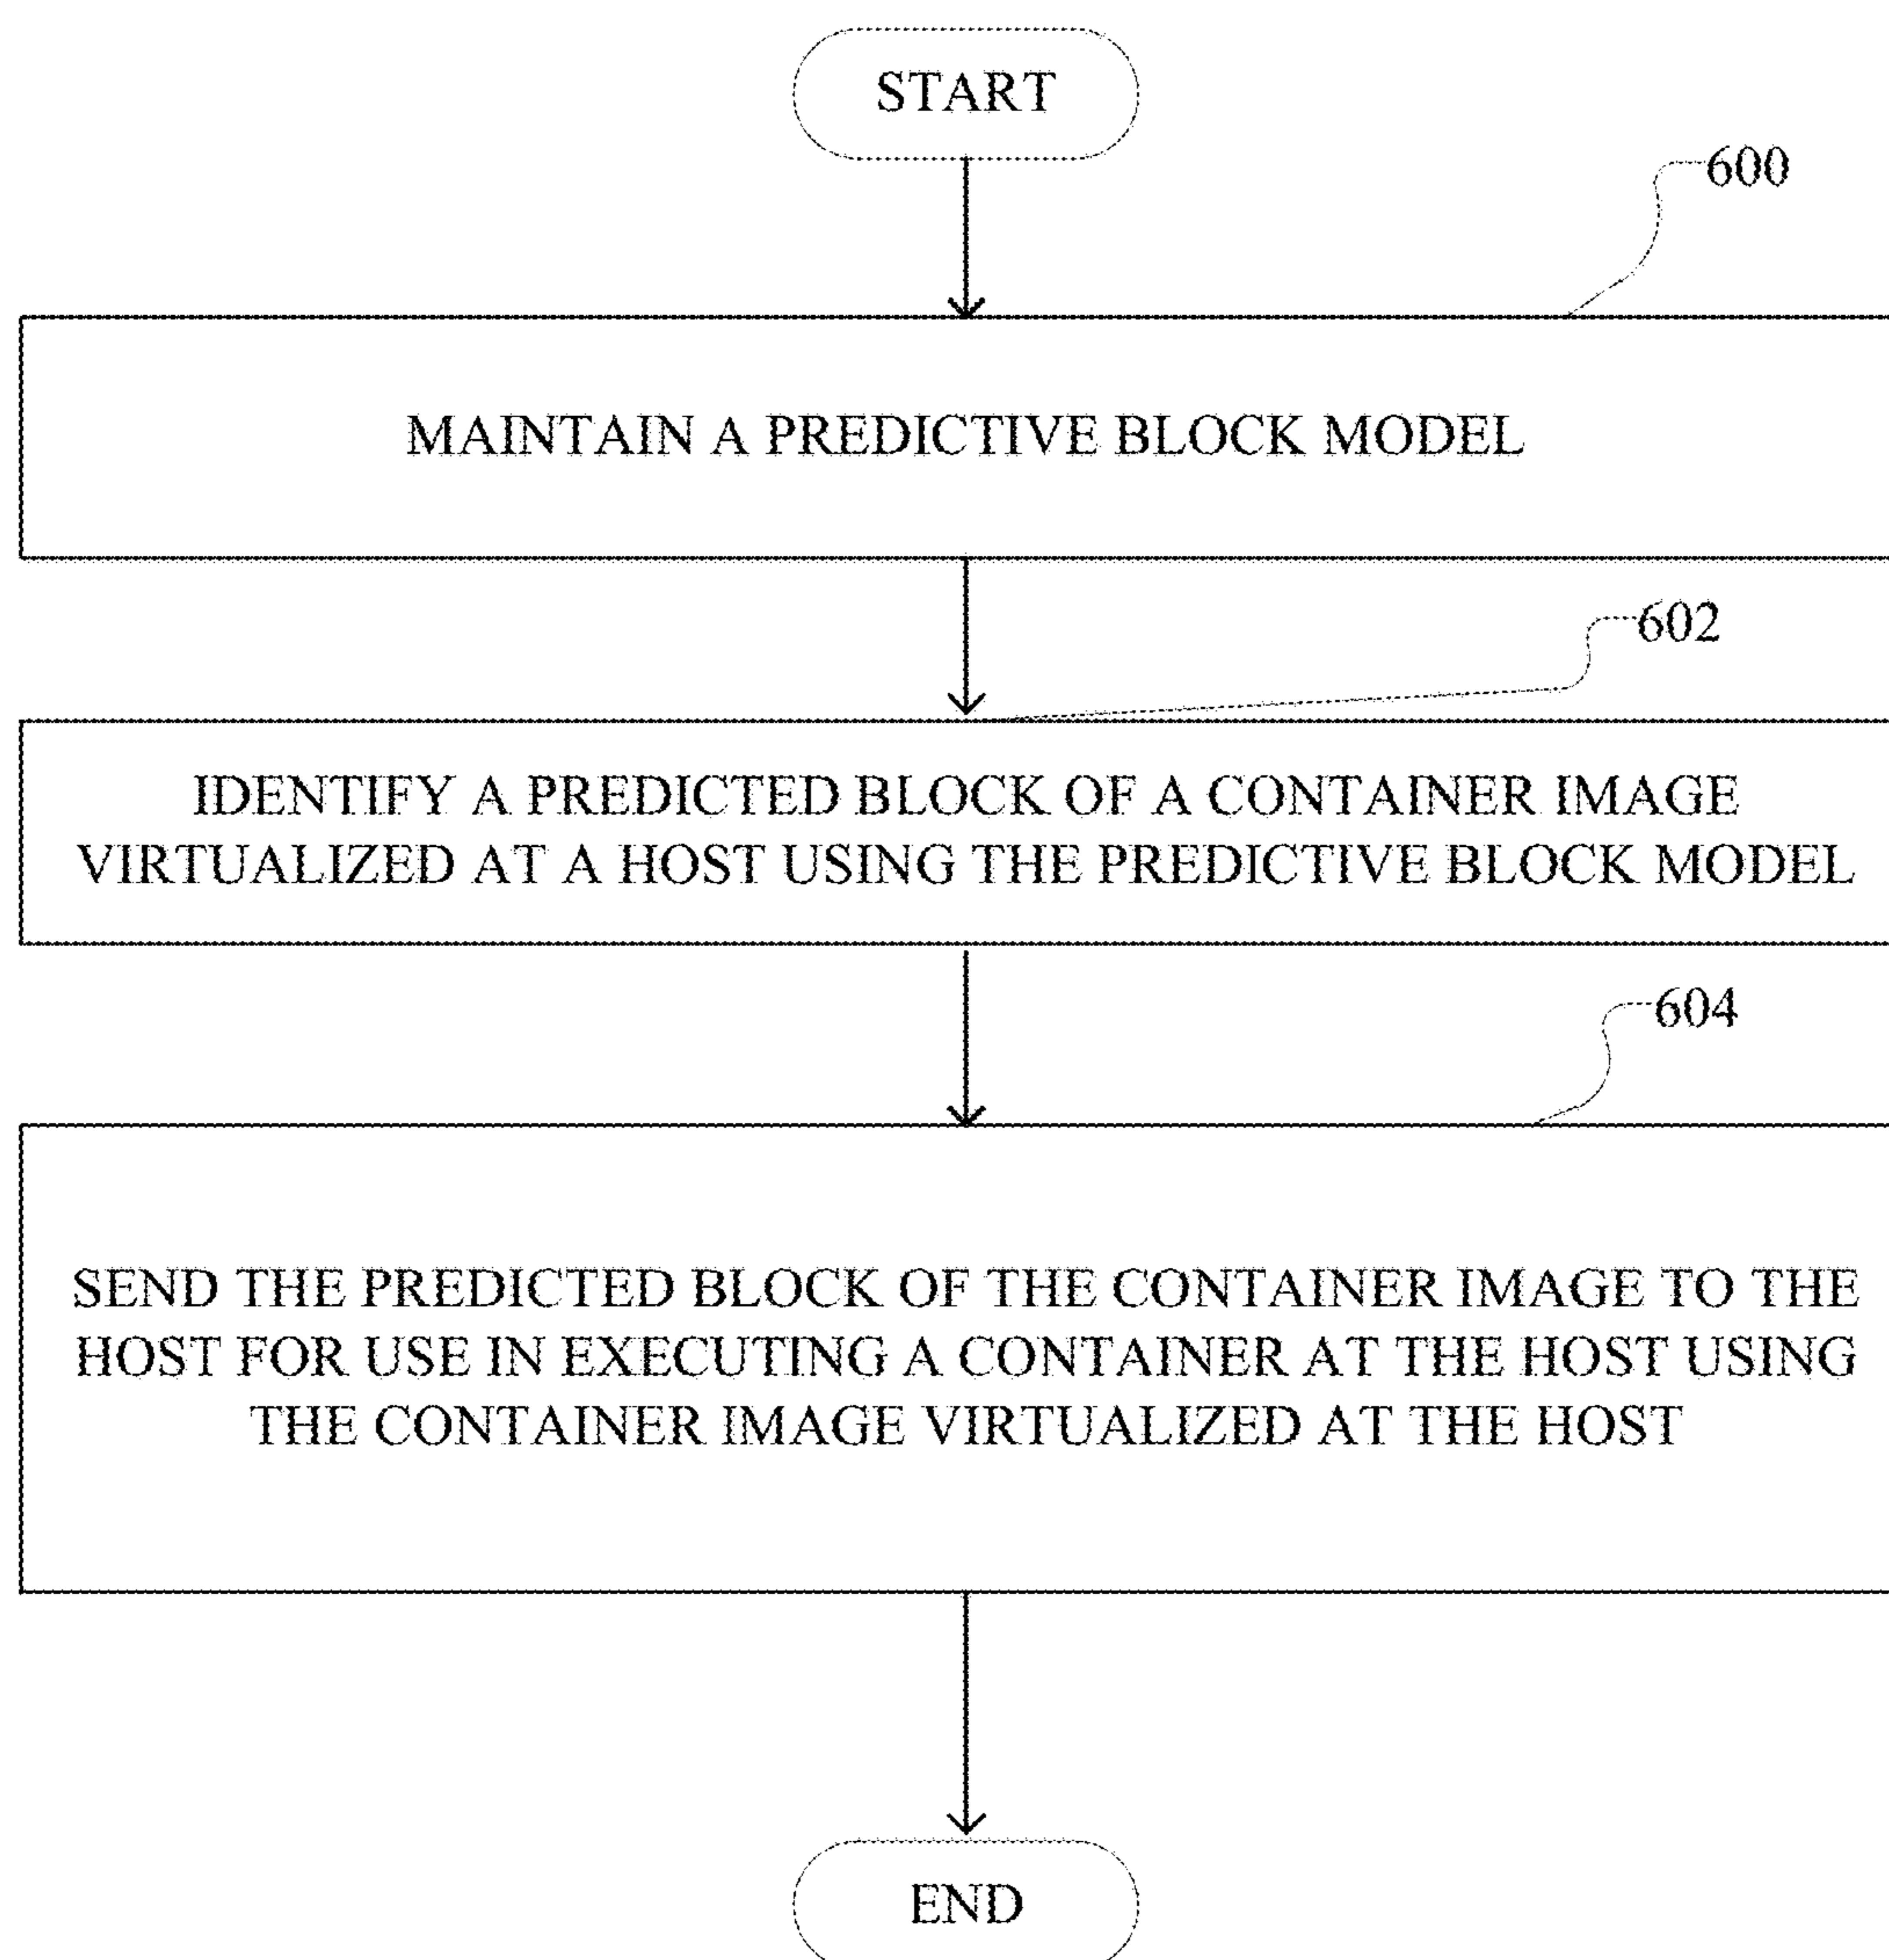 START
600
MAINTAIN A PREDICTIVE BLOCK MODEL
602
IDENTIFY A PREDICTED BLOCK OF A CONTAINER IMAGE
VIRTUALIZED AT A HOST USING THE PREDICTIVE BLOCK MODEL
604
SEND THE PREDICTED BLOCK OF THE CONTAINER IMAGE TO THE
HOST FOR USE IN EXECUTING A CONTAINER AT THE HOST USING
THE CONTAINER IMAGE VIRTUALIZED AT THE HOST
END